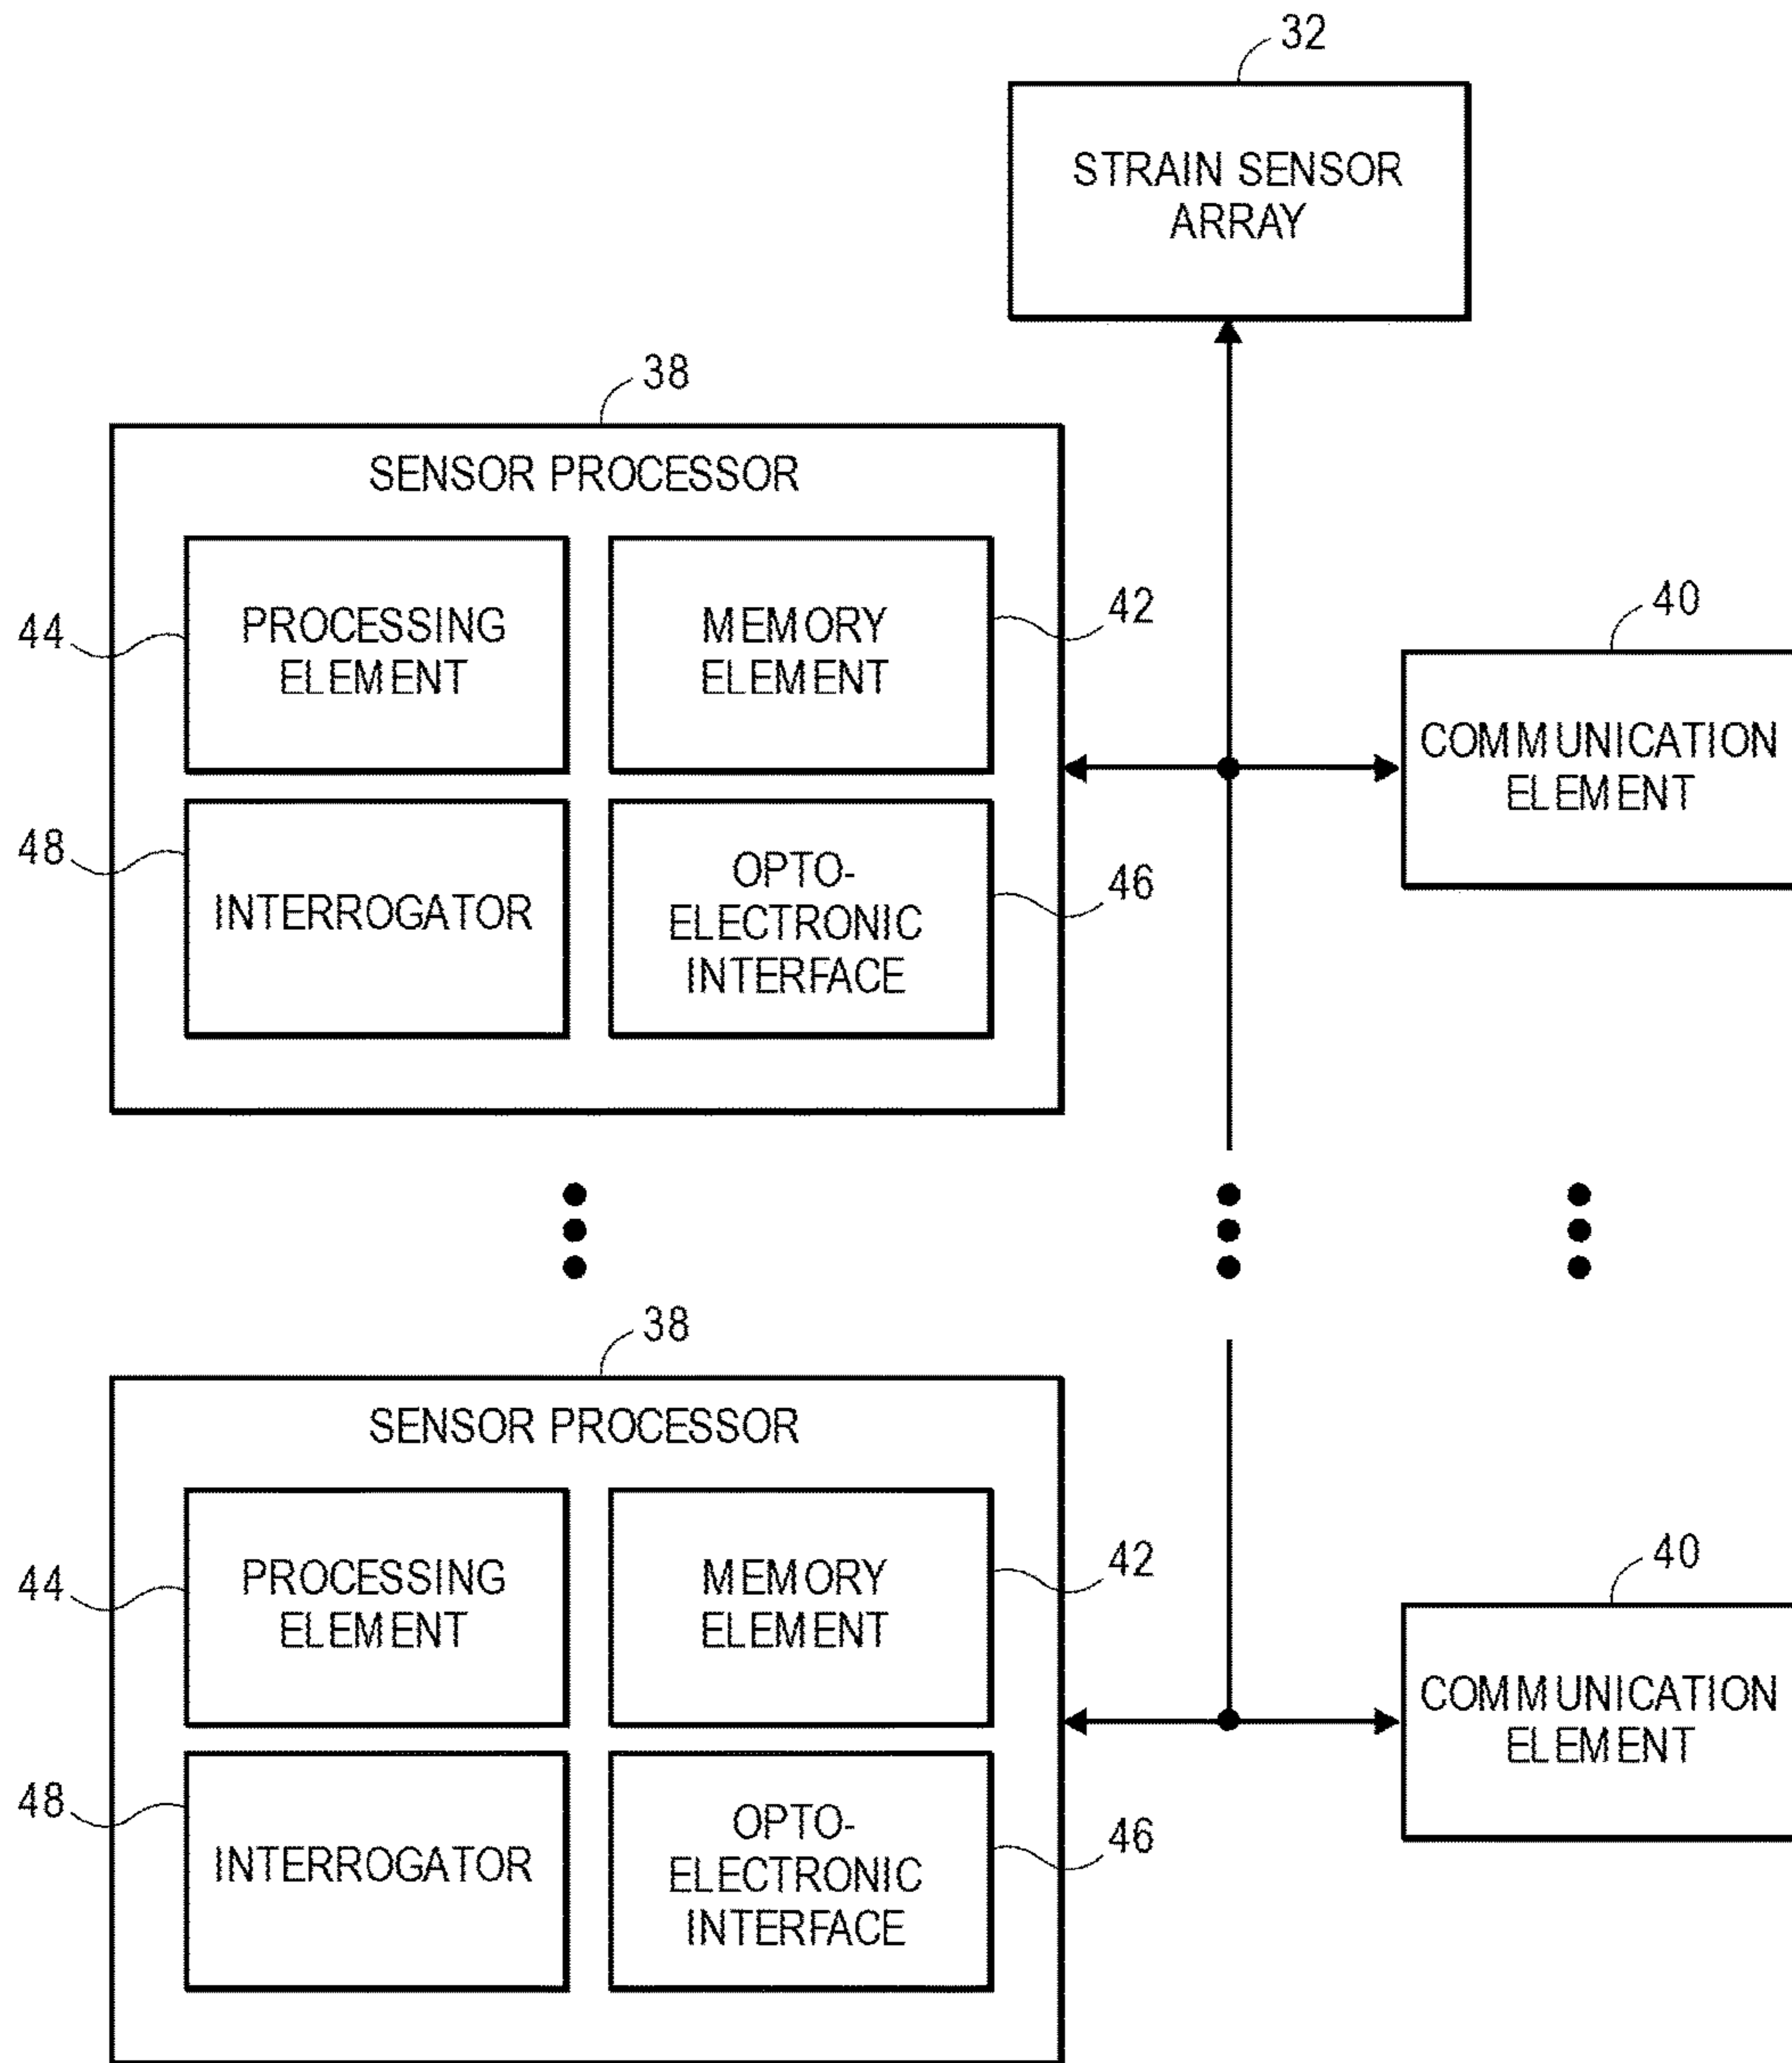 32
STRAIN SENSOR
ARRAY
38
SENSOR PROCESSOR
44
PROCESSING
ELEMENT
MEMORY
ELEMENT
42
48
INTERROGATOR
OPTO-
ELECTRONIC
INTERFACE
46
40
COMMUNICATION
ELEMENT
38
SENSOR PROCESSOR
44
PROCESSING
ELEMENT
MEMORY
ELEMENT
42
48
INTERROGATOR
OPTO-
ELECTRONIC
INTERFACE
46
40
COMMUNICATION
ELEMENT